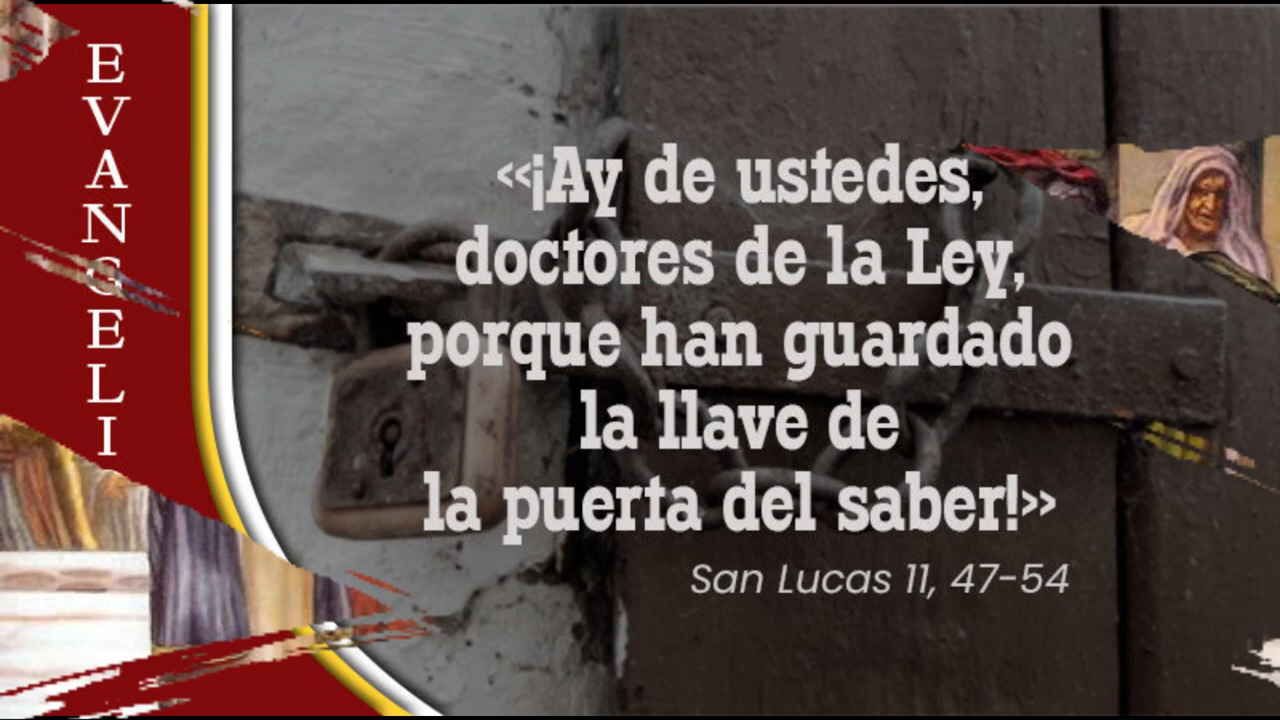 EVANGELI
«¡Ay de ustedes,
doctores de la Ley,
porque han guardado
la llave de
la puerta del saber!»
San Lucas 11, 47-54